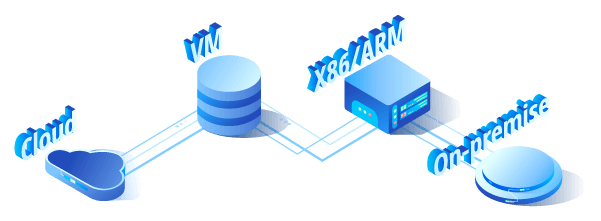 Cloud
VM
X86/ARM
On-premise